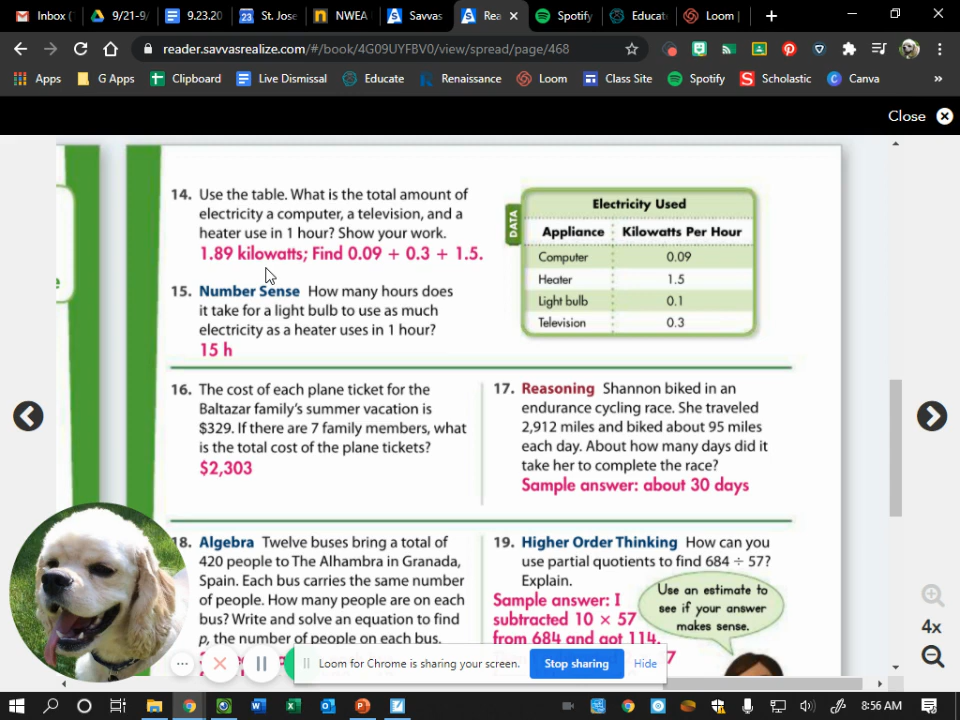 Inbox (
9/21-9/
9.23.20
23
St. Jose
NWEA
Savvas
Rea
Spotify
Educate
Loom |
reader.savvasrealize.com/#/book/4G09UYFBV0/view/spread/page/468
Apps
G Apps
Clipboard
Live Dismissal
Educate
Renaissance
Loom
Class Site
Spotify
Scholastic
Canva
»
Close
14. Use the table. What is the total amount of
electricity a computer, a television, and a
heater use in 1 hour? Show your work.
1.89 kilowatts; Find 0.09 + 0.3 + 1.5.
DATA
Electricity Used
Appliance Kilowatts Per Hour
Computer 0.09
Heater 1.5
Light bulb 0.1
Television 0.3
15. Number Sense How many hours does
it take for a light bulb to use as much
electricity as a heater uses in 1 hour?
15 h
16. The cost of each plane ticket for the
Baltazar family's summer vacation is
$329. If there are 7 family members, what
is the total cost of the plane tickets?
$2,303
17. Reasoning Shannon biked in an
endurance cycling race. She traveled
2,912 miles and biked about 95 miles
each day. About how many days did it
take her to complete the race?
Sample answer: about 30 days
18. Algebra Twelve buses bring a total of
420 people to The Alhambra in Granada,
Spain. Each bus carries the same number
of people. How many people are on each
bus? Write and solve an equation to find
p, the number of people on each bus.
19. Higher Order Thinking How can you
use partial quotients to find 684 ÷ 57?
Explain.
Sample answer: I
subtracted 10 × 57
from 684 and got 114.
7
Use an estimate to
see if your answer
makes sense.
4x
Loom for Chrome is sharing your screen.
Stop sharing
Hide
8:56 AM